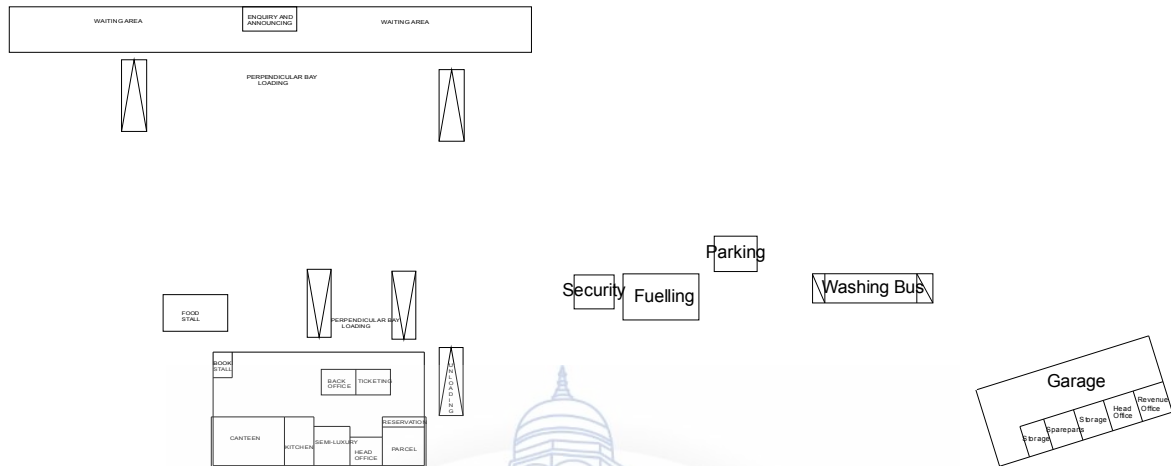 WAITING AREA
ENQUIRY AND
ANNOUNCING
WAITING AREA
PERPENDICULAR BAY
LOADING
Parking
Security
Fuelling
Washing Bus
FOOD
STALL
PERPENDICULAR BAY
LOADING
BOOK
STALL
BACK
OFFICE
TICKETING
UNLOADING
CANTEEN
KITCHEN
SEMI-LUXURY
HEAD
OFFICE
RESERVATION
PARCEL
Garage
Storage
Spareparts
Storage
Head
Office
Revenue
Office